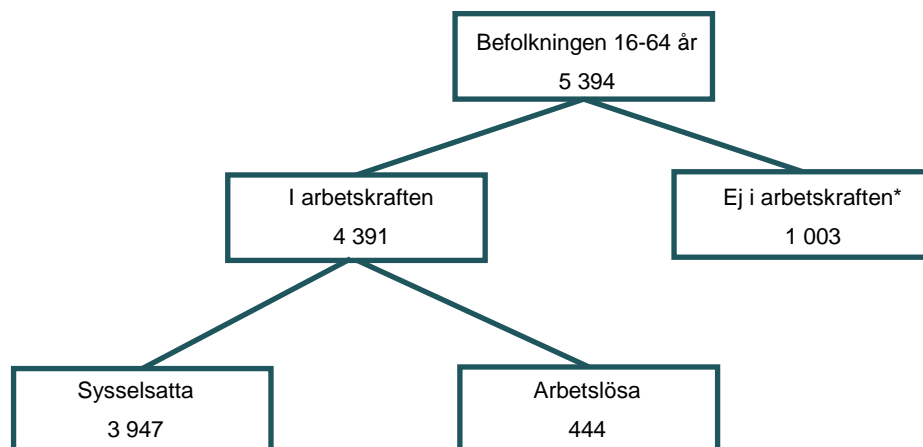 Befolkningen 16-64 år
5 394
I arbetskraften
4 391
Ej i arbetskraften*
1 003
Sysselsatta
3 947
Arbetslösa
444